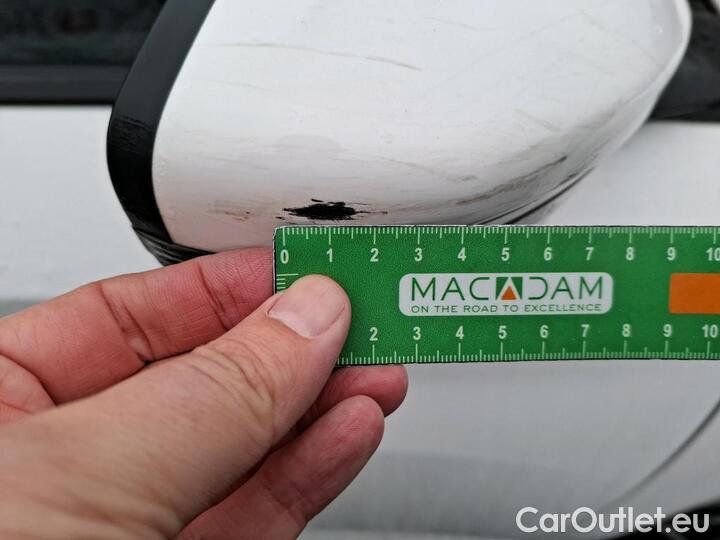 0 1 2 3 4 5 6 7 8 9 10
MACADAM
ON THE ROAD TO EXCELLENCE
2 3 4 5 6 7 8 9 10
CarOutlet.eu